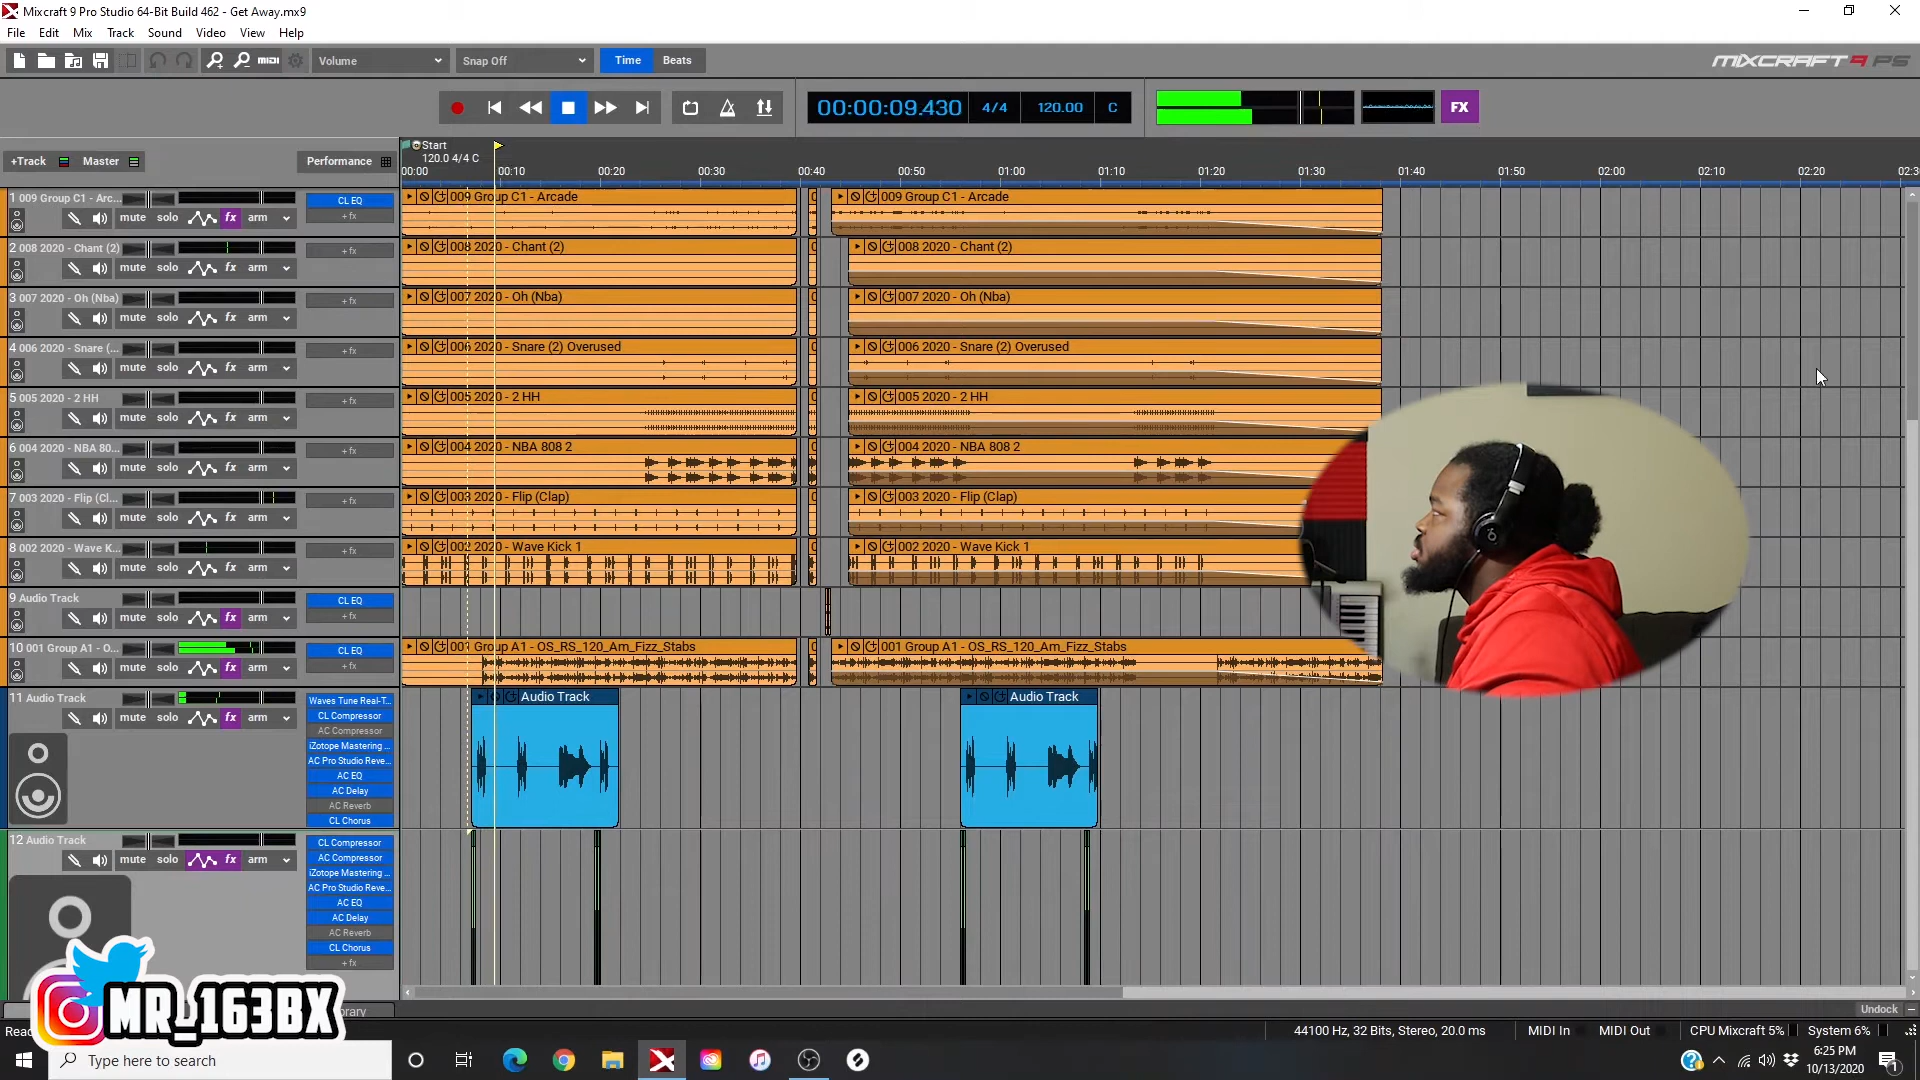 Mixcraft 9 Pro Studio 64-Bit Build 462 - Get Away.mx9
File Edit Mix Track Sound Video View Help
MIDI Volume Snap Off Time Beats
MIXCRAFT 9 PS
00:00:09.430 4/4 120.00 C FX
+Track Master Performance
Start
120.0 4/4 C
00:00 00:10 00:20 00:30 00:40 00:50 01:00 01:10 01:20 01:30 01:40 01:50 02:00 02:10 02:20 02:30
1 009 Group C1 - Arc... CL EQ
mute solo fx arm +fx
009 Group C1 - Arcade 009 Group C1 - Arcade
2 008 2020 - Chant (2)
mute solo fx arm +fx
008 2020 - Chant (2) 008 2020 - Chant (2)
3 007 2020 - Oh (Nba)
mute solo fx arm +fx
007 2020 - Oh (Nba) 007 2020 - Oh (Nba)
4 006 2020 - Snare (...
mute solo fx arm +fx
006 2020 - Snare (2) Overused 006 2020 - Snare (2) Overused
5 005 2020 - 2 HH
mute solo fx arm +fx
005 2020 - 2 HH 005 2020 - 2 HH
6 004 2020 - NBA 80...
mute solo fx arm +fx
004 2020 - NBA 808 2 004 2020 - NBA 808 2
7 003 2020 - Flip (Cl...
mute solo fx arm +fx
003 2020 - Flip (Clap) 003 2020 - Flip (Clap)
8 002 2020 - Wave K...
mute solo fx arm +fx
002 2020 - Wave Kick 1 002 2020 - Wave Kick 1
9 Audio Track CL EQ
mute solo fx arm +fx
10 001 Group A1 - O... CL EQ
mute solo fx arm +fx
001 Group A1 - OS_RS_120_Am_Fizz_Stabs 001 Group A1 - OS_RS_120_Am_Fizz_Stabs
11 Audio Track
mute solo fx arm
Waves Tune Real-T...
CL Compressor
AC Compressor
iZotope Mastering ...
AC Pro Studio Reve...
AC EQ
AC Delay
AC Reverb
CL Chorus
Audio Track Audio Track
12 Audio Track
mute solo fx arm
CL Compressor
AC Compressor
iZotope Mastering ...
AC Pro Studio Reve...
AC EQ
AC Delay
AC Reverb
CL Chorus
+fx
MR_163BX
Undock
44100 Hz, 32 Bits, Stereo, 20.0 ms MIDI In MIDI Out CPU Mixcraft 5% System 6%
Type here to search
6:25 PM
10/13/2020
1